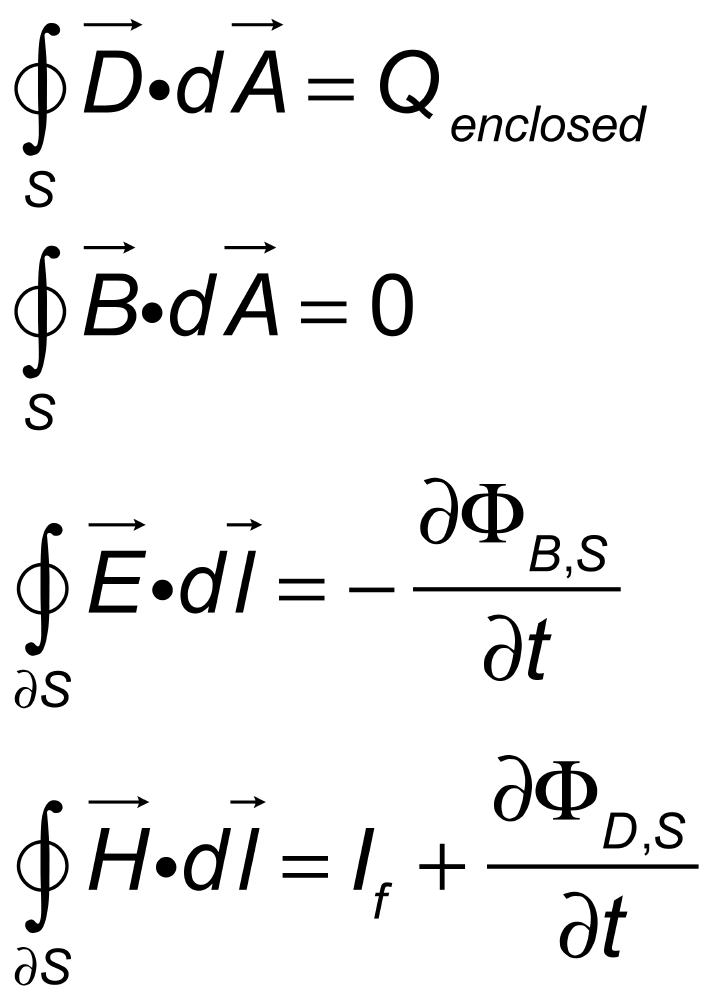 ∮_S D⃗•dA⃗ = Q_enclosed
∮_S B⃗•dA⃗ = 0
∮_∂S E⃗•dl⃗ = - ∂Φ_B,S / ∂t
∮_∂S H⃗•dl⃗ = I_f + ∂Φ_D,S / ∂t